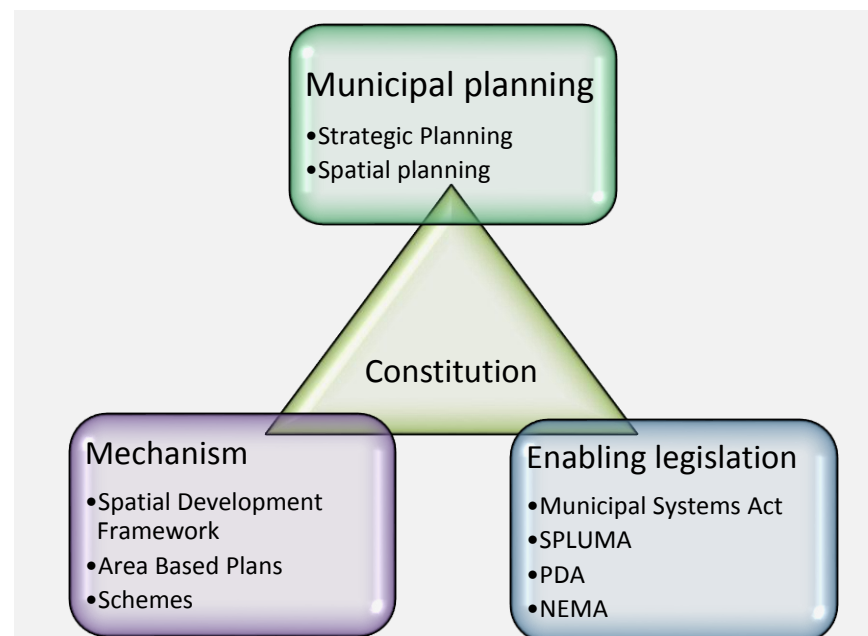 Municipal planning
•Strategic Planning
•Spatial planning
Constitution
Mechanism
•Spatial Development
Framework
•Area Based Plans
•Schemes
Enabling legislation
•Municipal Systems Act
•SPLUMA
•PDA
•NEMA